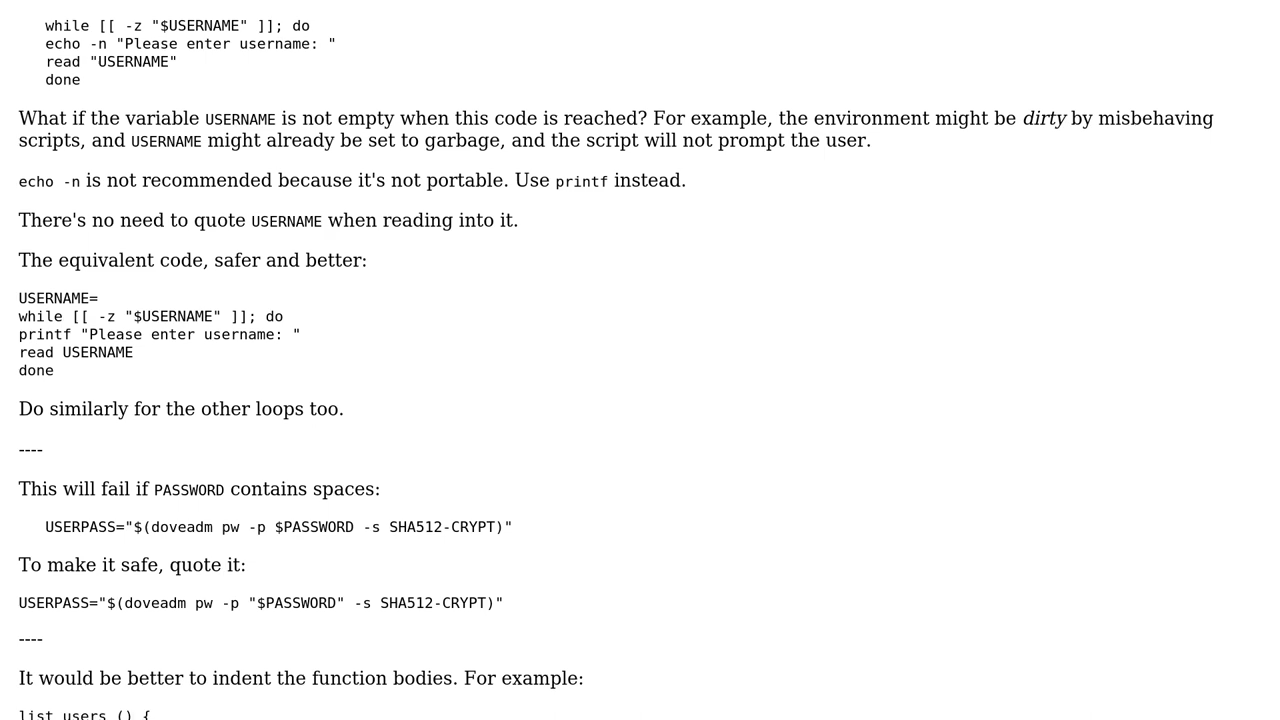 while [[ -z "$USERNAME" ]]; do
echo -n "Please enter username: "
read "USERNAME"
done
What if the variable USERNAME is not empty when this code is reached? For example, the environment might be dirty by misbehaving
scripts, and USERNAME might already be set to garbage, and the script will not prompt the user.
echo -n is not recommended because it's not portable. Use printf instead.
There's no need to quote USERNAME when reading into it.
The equivalent code, safer and better:
USERNAME=
while [[ -z "$USERNAME" ]]; do
printf "Please enter username: "
read USERNAME
done
Do similarly for the other loops too.
----
This will fail if PASSWORD contains spaces:
USERPASS="$(doveadm pw -p $PASSWORD -s SHA512-CRYPT)"
To make it safe, quote it:
USERPASS="$(doveadm pw -p "$PASSWORD" -s SHA512-CRYPT)"
----
It would be better to indent the function bodies. For example:
list_users () {